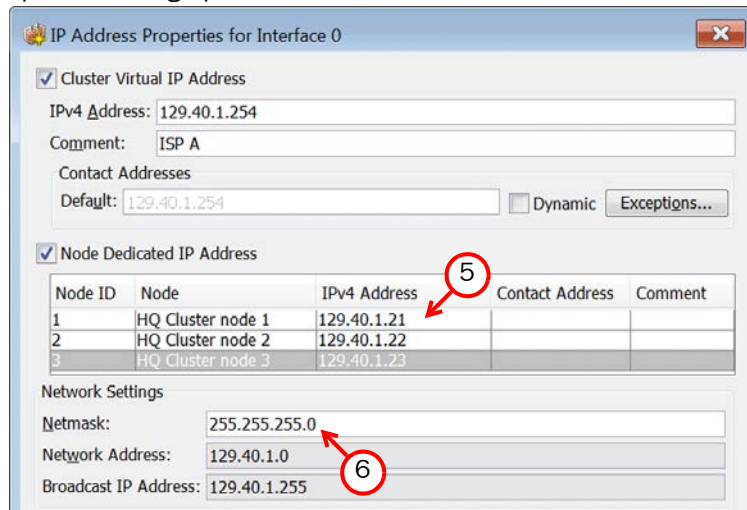 IP Address Properties for Interface 0
Cluster Virtual IP Address
IPv4 Address: 129.40.1.254
Comment: ISP A
Contact Addresses
Default: 129.40.1.254 Dynamic Exceptions...
Node Dedicated IP Address
5
Node ID Node IPv4 Address Contact Address Comment
1 HQ Cluster node 1 129.40.1.21
2 HQ Cluster node 2 129.40.1.22
3 HQ Cluster node 3 129.40.1.23
Network Settings
Netmask: 255.255.255.0
Network Address: 129.40.1.0
6
Broadcast IP Address: 129.40.1.255